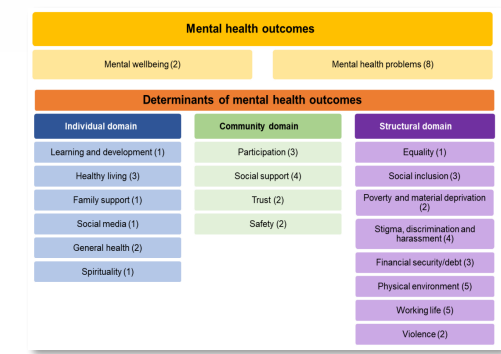 Mental health outcomes
Mental wellbeing (2)
Mental health problems (8)
Determinants of mental health outcomes
Individual domain
Learning and development (1)
Healthy living (3)
Family support (1)
Social media (1)
General health (2)
Spirituality (1)
Community domain
Participation (3)
Social support (4)
Trust (2)
Safety (2)
Structural domain
Equality (1)
Social inclusion (3)
Poverty and material deprivation
(2)
Stigma, discrimination and
harassment (4)
Financial security/debt (3)
Physical environment (5)
Working life (5)
Violence (2)